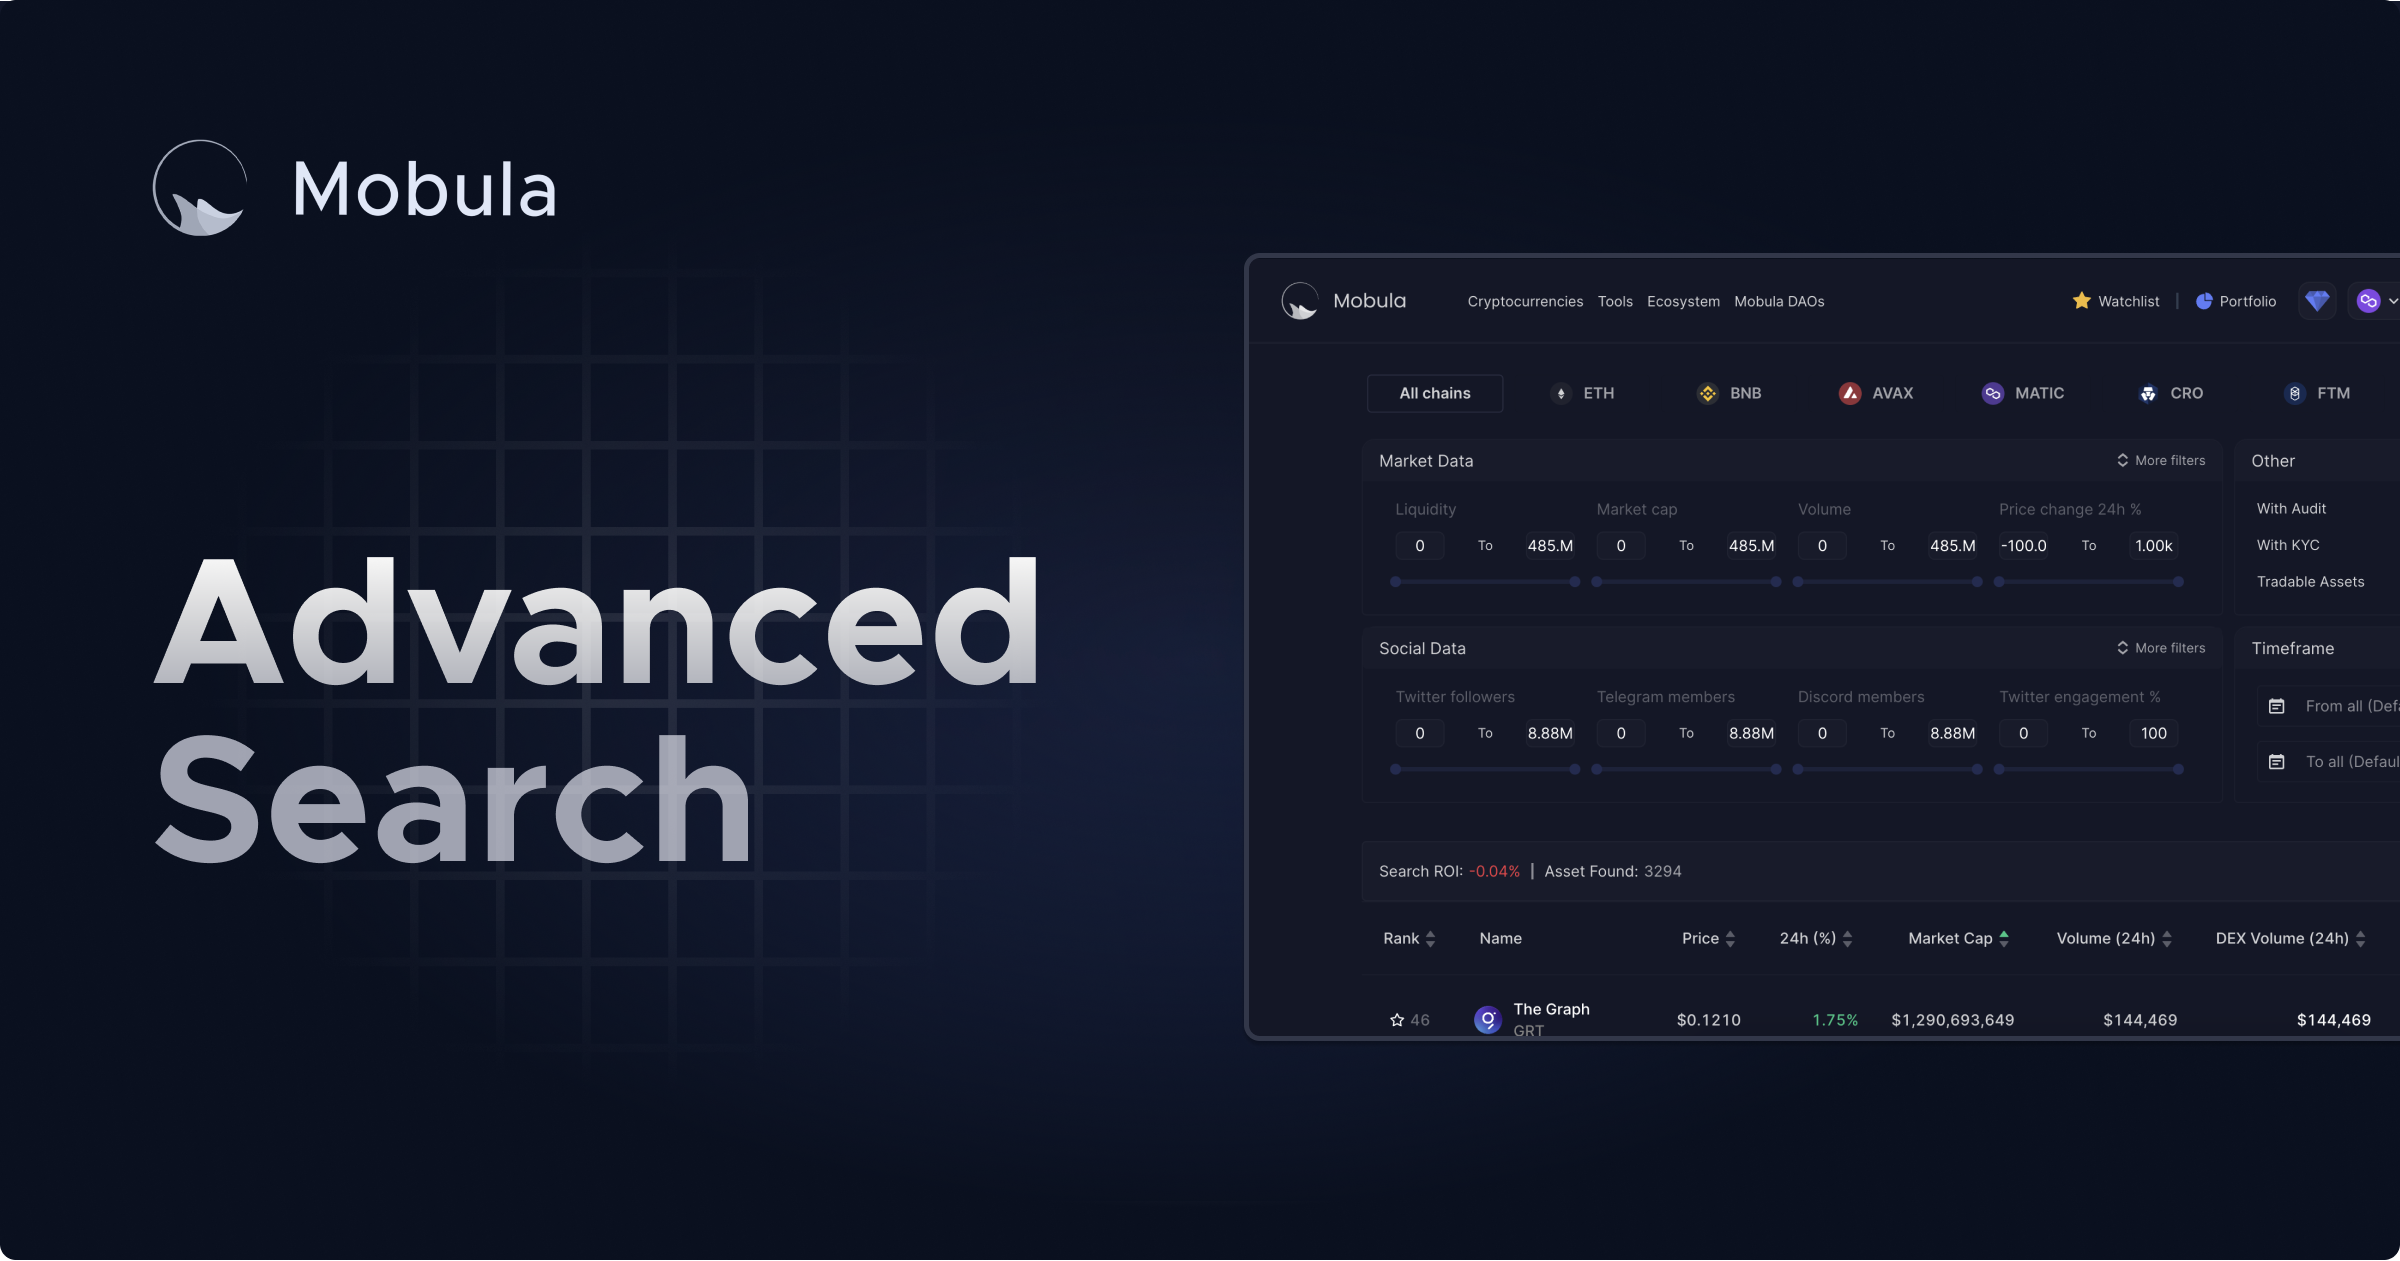 Mobula
Advanced
Search
Mobula Cryptocurrencies Tools Ecosystem Mobula DAOs Watchlist | Portfolio
All chains ETH BNB AVAX MATIC CRO FTM
Market Data More filters Other
Liquidity Market cap Volume Price change 24h % With Audit
0 To 485.M 0 To 485.M 0 To 485.M -100.0 To 1.00k With KYC
Tradable Assets
Social Data More filters Timeframe
Twitter followers Telegram members Discord members Twitter engagement %
0 To 8.88M 0 To 8.88M 0 To 8.88M 0 To 100 From all (Defa
To all (Defaul
Search ROI: -0.04% | Asset Found: 3294
Rank Name Price 24h (%) Market Cap Volume (24h) DEX Volume (24h)
46 The Graph $0.1210 1.75% $1,290,693,649 $144,469 $144,469
GRT